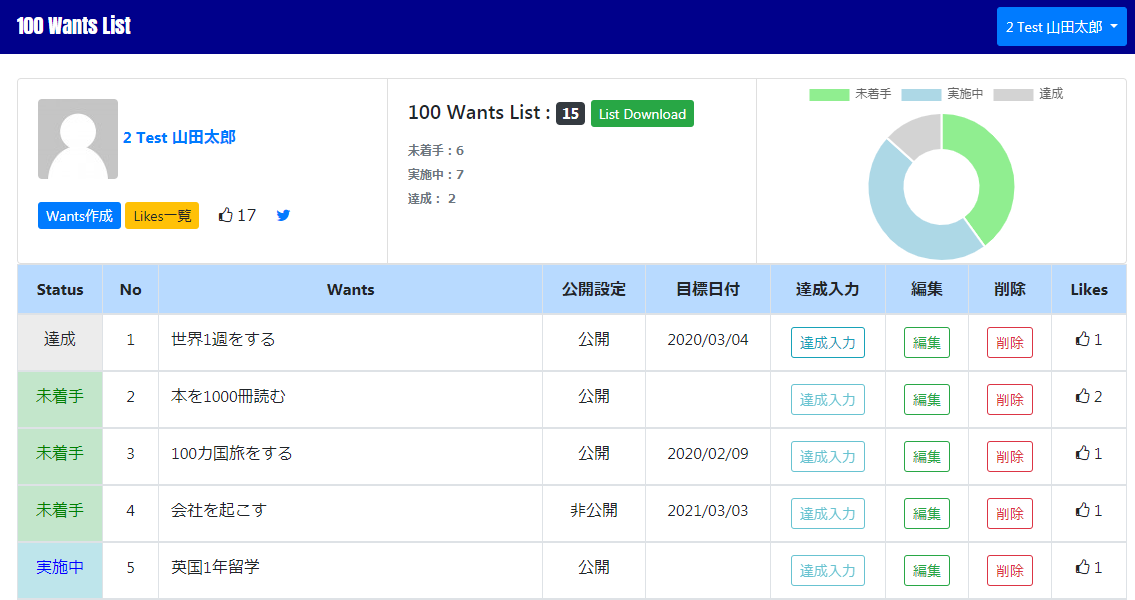 100 Wants List
2 Test 山田太郎
2 Test 山田太郎
Wants作成 Likes一覧 17
100 Wants List : 15 List Download
未着手：6
実施中：7
達成： 2
未着手 実施中 達成
Status No Wants 公開設定 目標日付 達成入力 編集 削除 Likes
達成 1 世界1週をする 公開 2020/03/04 達成入力 編集 削除 1
未着手 2 本を1000冊読む 公開 達成入力 編集 削除 2
未着手 3 100カ国旅をする 公開 2020/02/09 達成入力 編集 削除 1
未着手 4 会社を起こす 非公開 2021/03/03 達成入力 編集 削除 1
実施中 5 英国1年留学 公開 達成入力 編集 削除 1